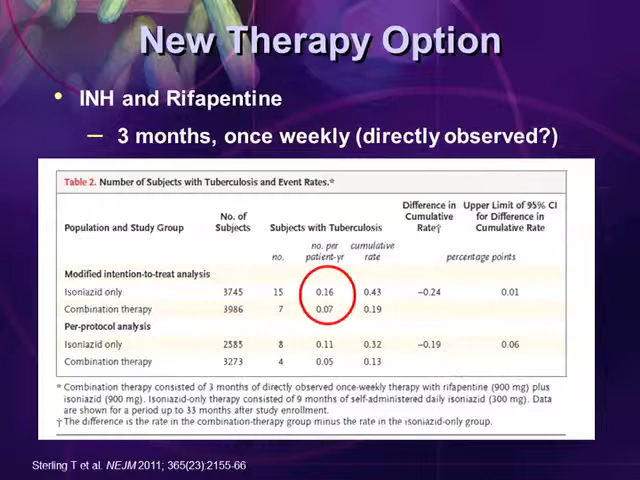 New Therapy Option
• INH and Rifapentine
– 3 months, once weekly (directly observed?)
Table 2. Number of Subjects with Tuberculosis and Event Rates.*
Population and Study Group No. of Subjects Subjects with Tuberculosis Difference in Cumulative Rate† Upper Limit of 95% CI for Difference in Cumulative Rate
no. no. per patient-yr cumulative rate percentage points
Modified intention-to-treat analysis
Isoniazid only 3745 15 0.16 0.43 −0.24 0.01
Combination therapy 3986 7 0.07 0.19
Per-protocol analysis
Isoniazid only 2585 8 0.11 0.32 −0.19 0.06
Combination therapy 3273 4 0.05 0.13
* Combination therapy consisted of 3 months of directly observed once-weekly therapy with rifapentine (900 mg) plus
isoniazid (900 mg). Isoniazid-only therapy consisted of 9 months of self-administered daily isoniazid (300 mg). Data
are shown for a period up to 33 months after study enrollment.
† The difference is the rate in the combination-therapy group minus the rate in the isoniazid-only group.
Sterling T et al. NEJM 2011; 365(23):2155-66